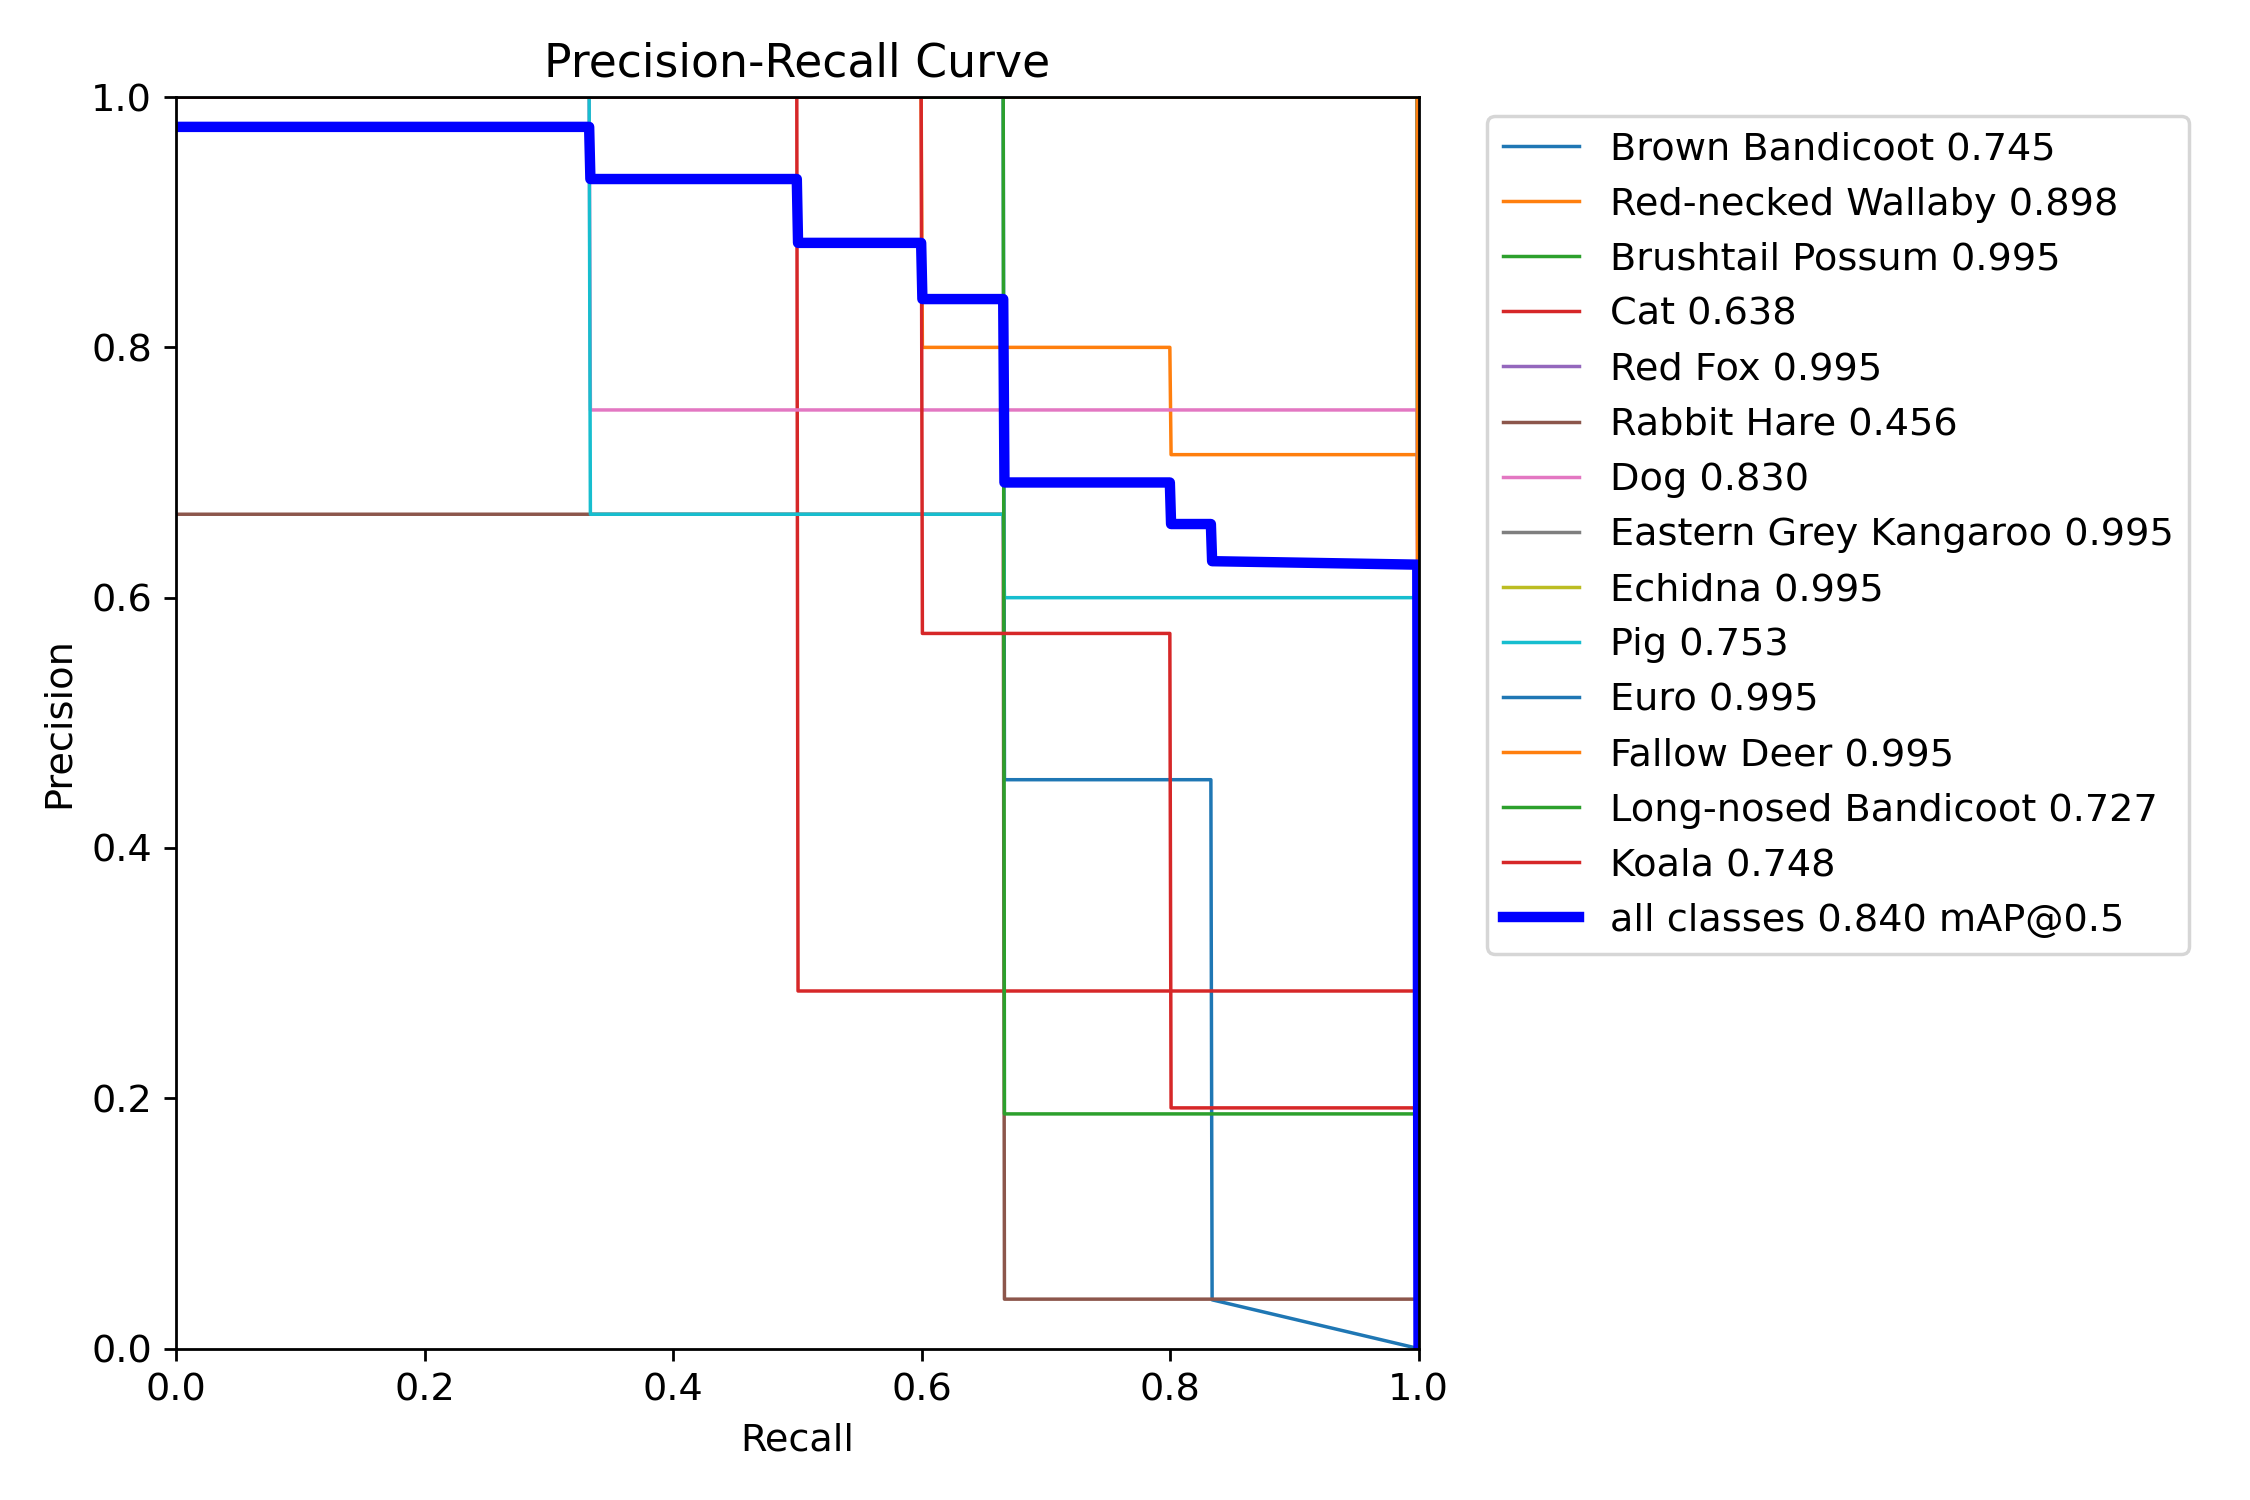 Precision-Recall Curve
1.0
0.8
0.6
0.4
0.2
0.0
Precision
0.0 0.2 0.4 0.6 0.8 1.0
Recall
Brown Bandicoot 0.745
Red-necked Wallaby 0.898
Brushtail Possum 0.995
Cat 0.638
Red Fox 0.995
Rabbit Hare 0.456
Dog 0.830
Eastern Grey Kangaroo 0.995
Echidna 0.995
Pig 0.753
Euro 0.995
Fallow Deer 0.995
Long-nosed Bandicoot 0.727
Koala 0.748
all classes 0.840 mAP@0.5